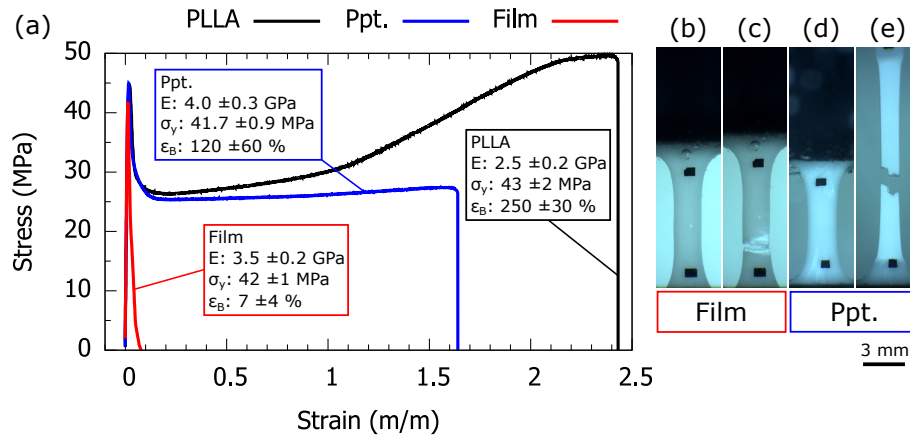 PLLA Ppt. Film
(a)
50
40
30
20
10
0
Stress (MPa)
0 0.5 1 1.5 2 2.5
Strain (m/m)
Ppt.
E: 4.0 ±0.3 GPa
σy: 41.7 ±0.9 MPa
εB: 120 ±60 %
PLLA
E: 2.5 ±0.2 GPa
σy: 43 ±2 MPa
εB: 250 ±30 %
Film
E: 3.5 ±0.2 GPa
σy: 42 ±1 MPa
εB: 7 ±4 %
(b) (c) (d) (e)
Film Ppt.
3 mm